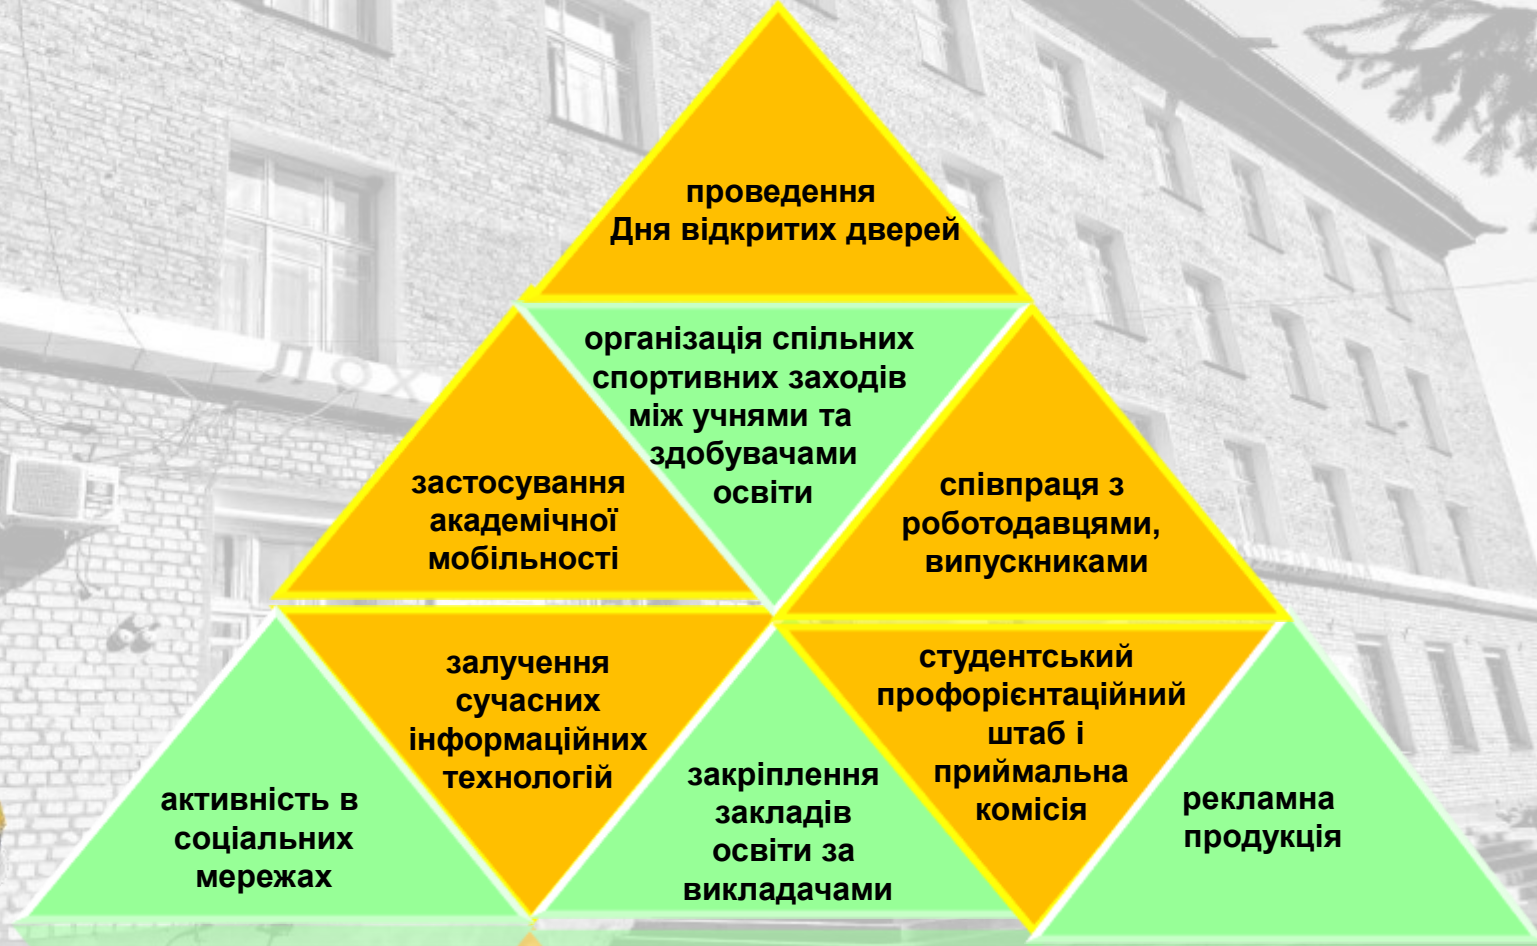 проведення
Дня відкритих дверей
організація спільних
спортивних заходів
між учнями та
здобувачами
освіти
застосування
академічної
мобільності
співпраця з
роботодавцями,
випускниками
залучення
сучасних
інформаційних
технологій
студентський
профорієнтаційний
штаб і
приймальна
комісія
активність в
соціальних
мережах
закріплення
закладів
освіти за
викладачами
рекламна
продукція